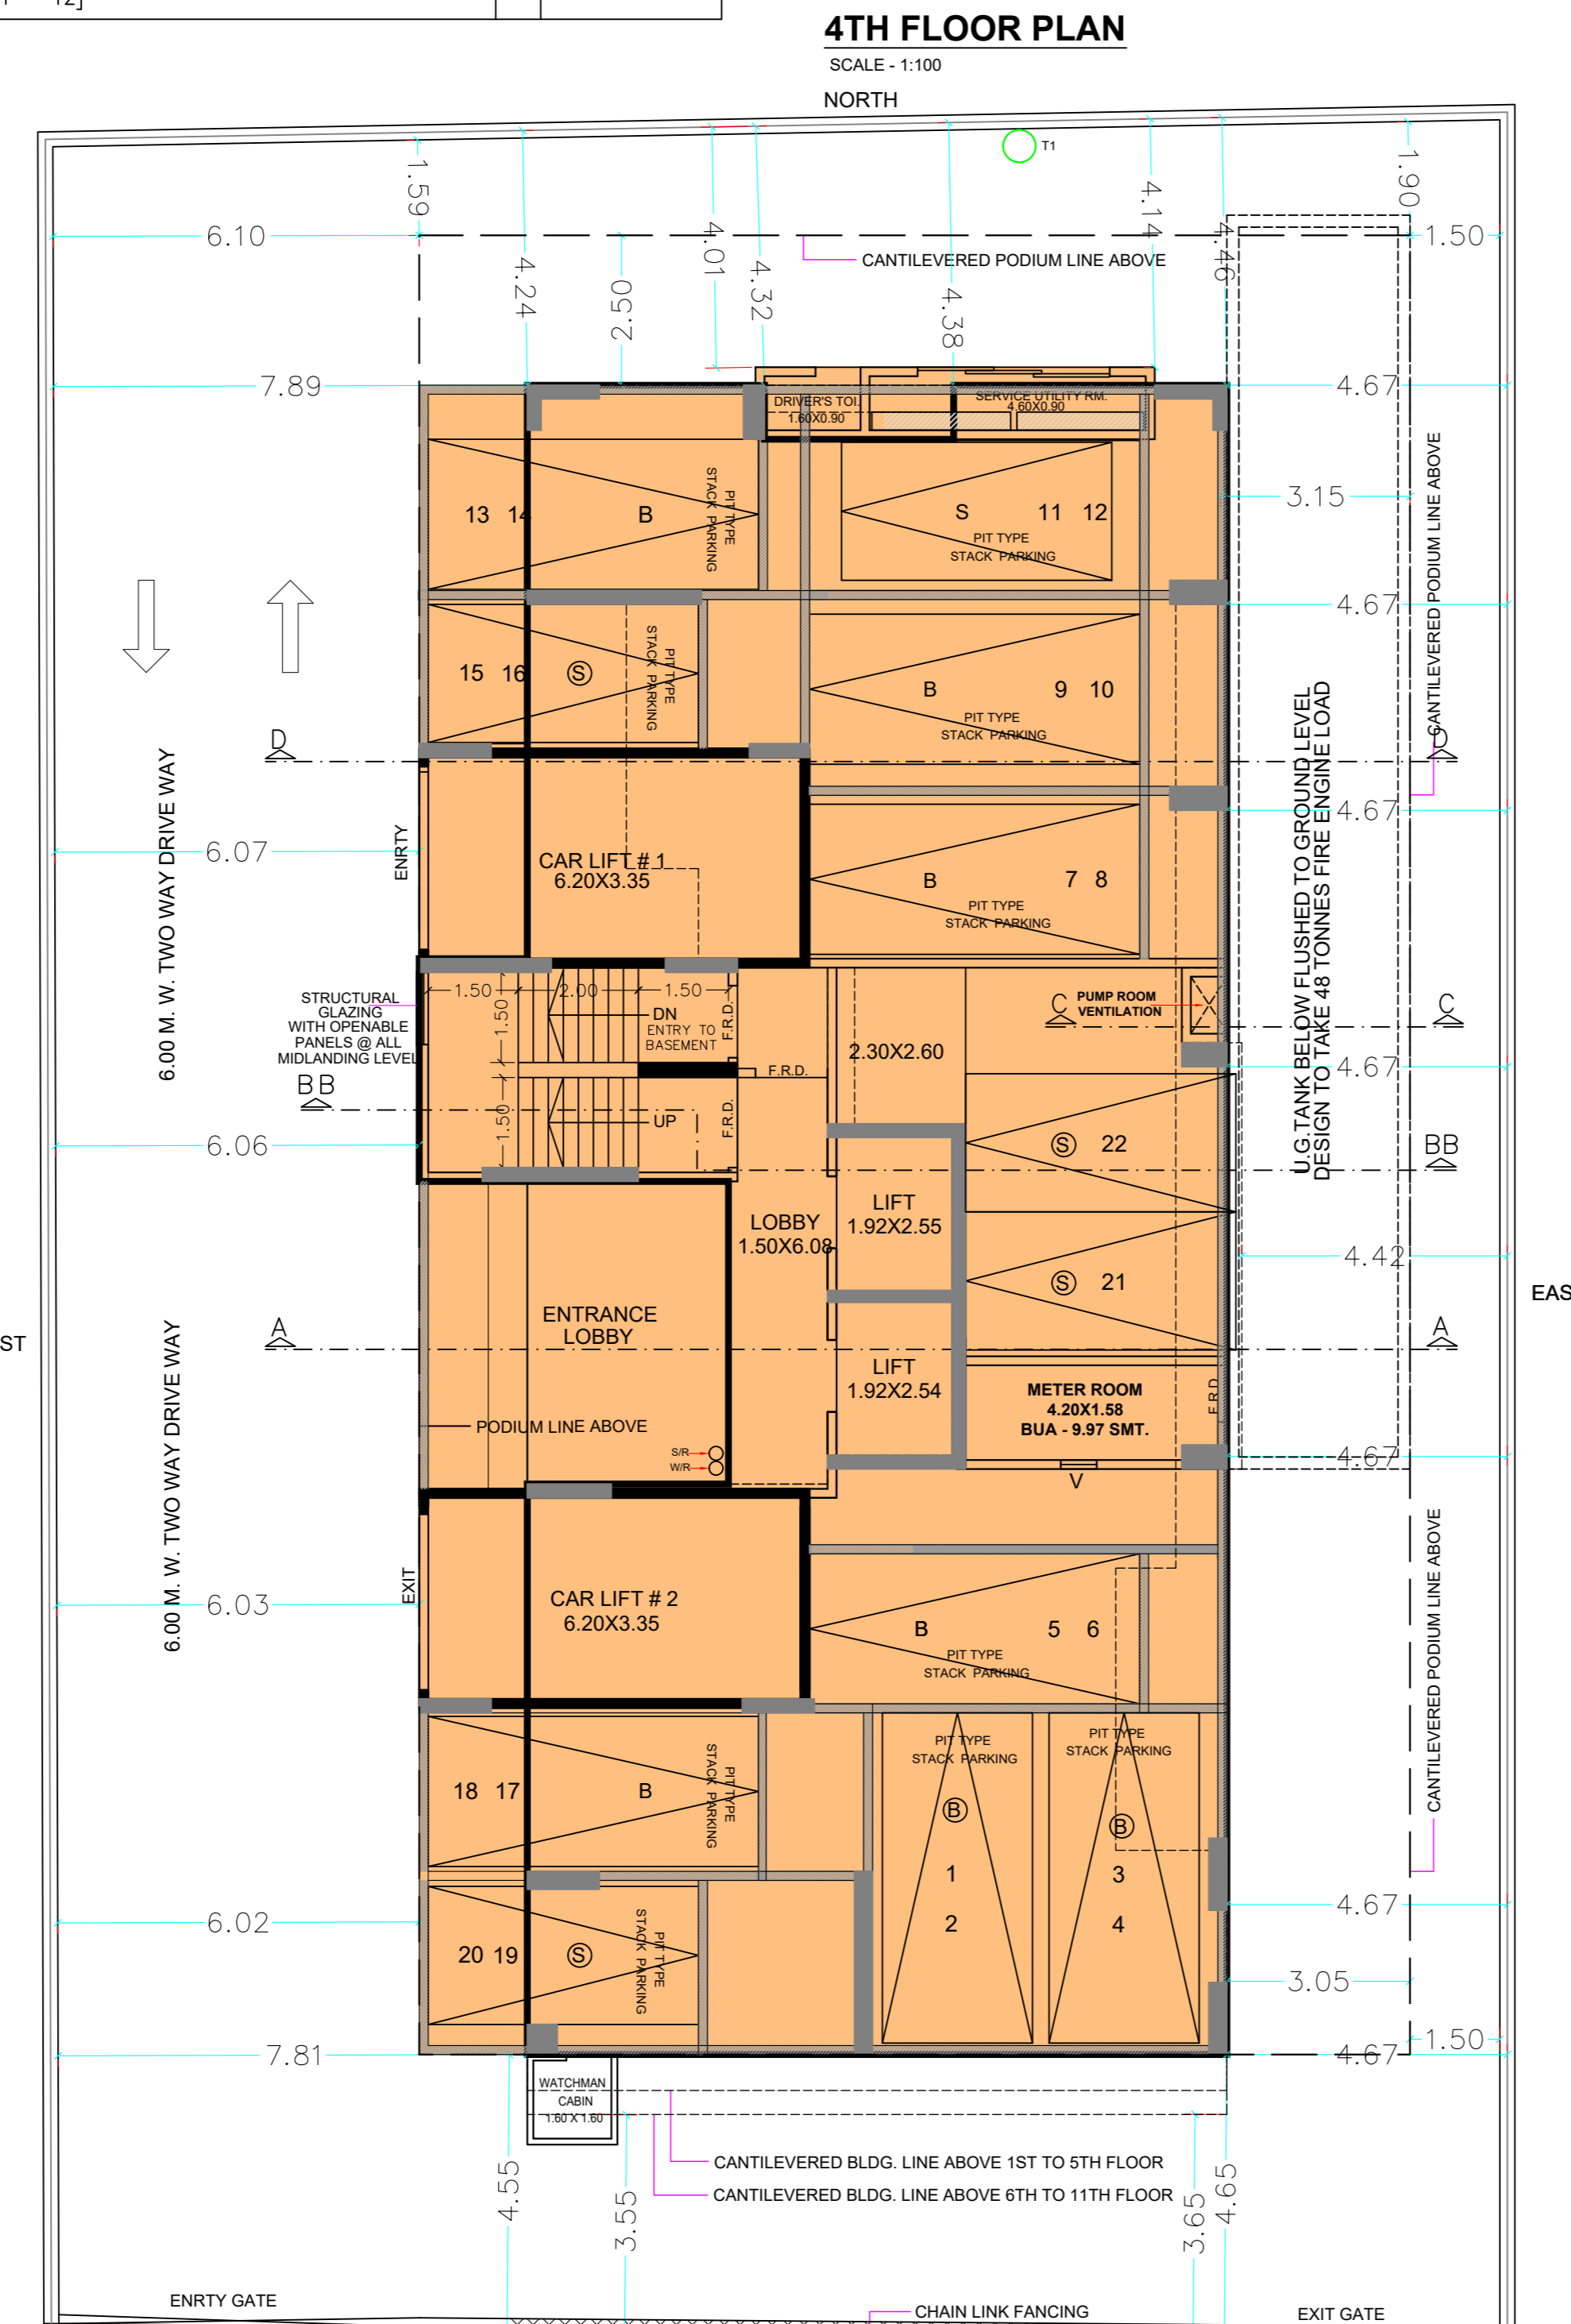 12]
4TH FLOOR PLAN
SCALE - 1:100
NORTH
T1
1.59
4.24
2.50
4.01
4.32
4.38
4.14
4.46
1.90
6.10
1.50
CANTILEVERED PODIUM LINE ABOVE
7.89
4.67
DRIVER'S TOI.
1.60X0.90
SERVICE UTILITY RM.
4.60X0.90
CANTILEVERED PODIUM LINE ABOVE
3.15
13 14
B
PIT TYPE
STACK PARKING
S
11 12
PIT TYPE
STACK PARKING
4.67
15 16
S
PIT TYPE
STACK PARKING
B
9 10
PIT TYPE
STACK PARKING
D
D
6.00 M. W. TWO WAY DRIVE WAY
U.G.TANK BELOW FLUSHED TO GROUND LEVEL
DESIGN TO TAKE 48 TONNES FIRE ENGINE LOAD
4.67
6.07
ENRTY
CAR LIFT # 1
6.20X3.35
B
7 8
PIT TYPE
STACK PARKING
STRUCTURAL
GLAZING
WITH OPENABLE
PANELS @ ALL
MIDLANDING LEVEL
1.50
2.00
1.50
1.50
DN
ENTRY TO
BASEMENT
F.R.D.
C
PUMP ROOM
VENTILATION
C
2.30X2.60
F.R.D.
4.67
BB
1.50
UP
F.R.D.
6.06
S
22
BB
LIFT
1.92X2.55
LOBBY
1.50X6.08
4.42
S
21
EAS
ST
ENTRANCE
LOBBY
A
A
LIFT
1.92X2.54
METER ROOM
4.20X1.58
BUA - 9.97 SMT.
F.R.D.
6.00 M. W. TWO WAY DRIVE WAY
PODIUM LINE ABOVE
S/R
W/R
4.67
V
EXIT
6.03
CAR LIFT # 2
6.20X3.35
B
5 6
PIT TYPE
STACK PARKING
CANTILEVERED PODIUM LINE ABOVE
18 17
B
PIT TYPE
STACK PARKING
PIT TYPE
STACK PARKING
B
1
2
PIT TYPE
STACK PARKING
B
3
4
4.67
6.02
20 19
S
PIT TYPE
STACK PARKING
3.05
1.50
7.81
4.67
WATCHMAN
CABIN
1.60 X 1.60
CANTILEVERED BLDG. LINE ABOVE 1ST TO 5TH FLOOR
CANTILEVERED BLDG. LINE ABOVE 6TH TO 11TH FLOOR
4.55
3.55
3.65
4.65
ENRTY GATE
CHAIN LINK FANCING
EXIT GATE